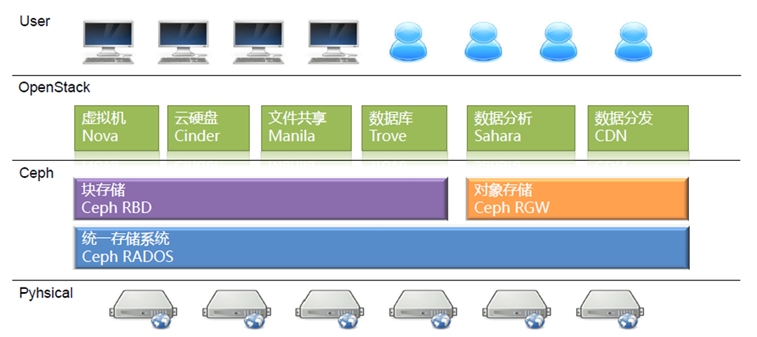 User
OpenStack
虚拟机
Nova
云硬盘
Cinder
文件共享
Manila
数据库
Trove
数据分析
Sahara
数据分发
CDN
Ceph
块存储
Ceph RBD
对象存储
Ceph RGW
统一存储系统
Ceph RADOS
Pyhsical